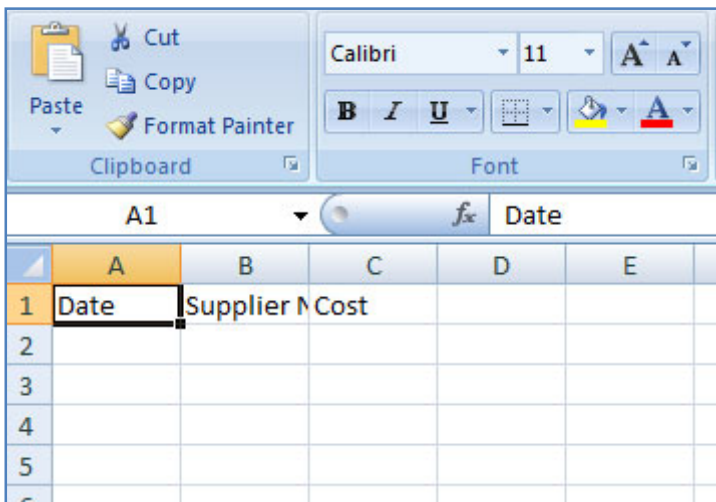 Cut
Copy
Paste
Format Painter
Clipboard
Calibri 11 A A
B I U A
Font
A1 fx Date
A B C D E
1 Date Supplier N Cost
2
3
4
5